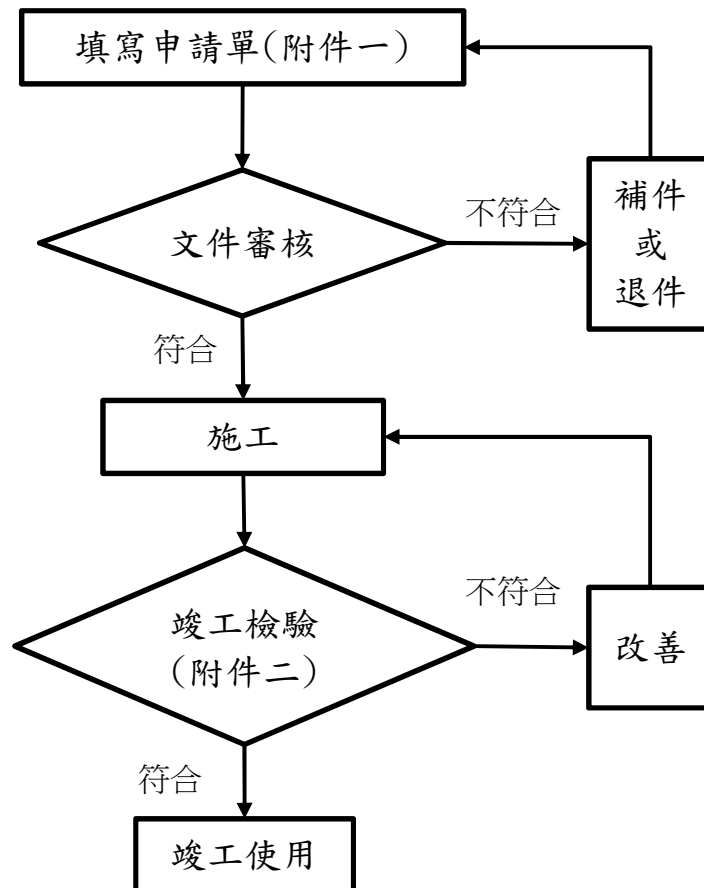 填寫申請單(附件一)
文件審核
不符合
補件
或
退件
符合
施工
竣工檢驗
(附件二)
不符合
改善
符合
竣工使用